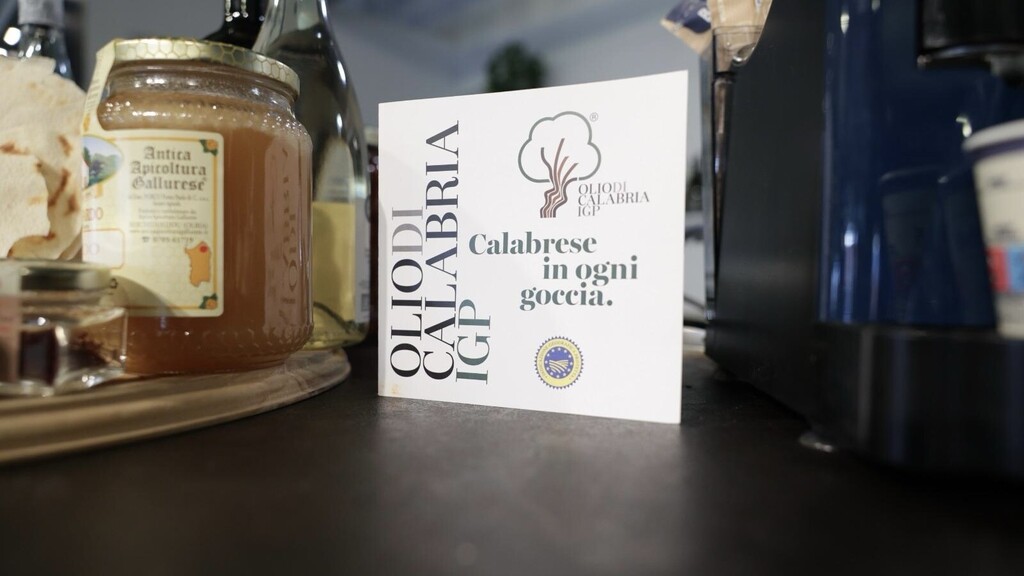 Antica
Apicoltura
Gallurese
OLIODI
CALABRIA
IGP
®
OLIODI
CALABRIA
IGP
Calabrese
in ogni
goccia.